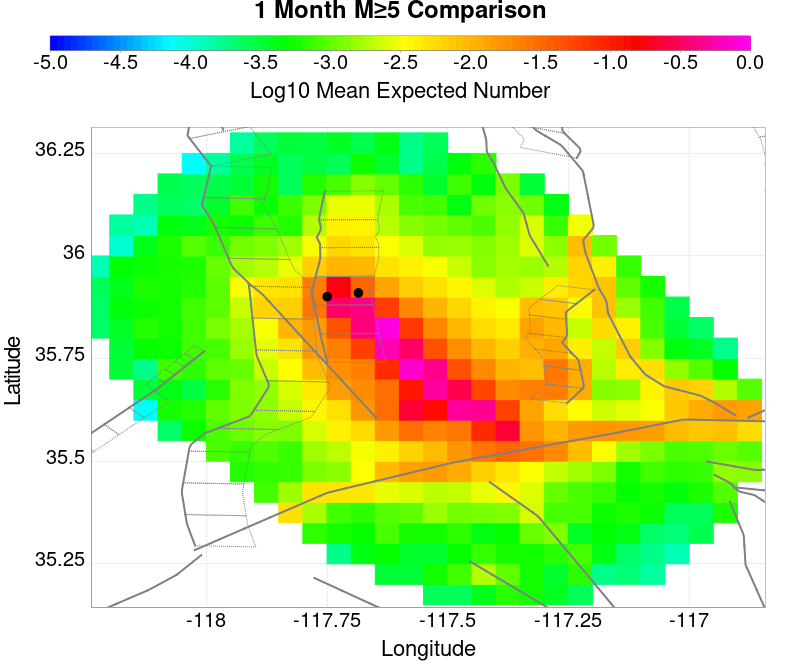 1 Month M≥5 Comparison
-5.0 -4.5 -4.0 -3.5 -3.0 -2.5 -2.0 -1.5 -1.0 -0.5 0.0
Log10 Mean Expected Number
36.25
36
35.75
35.5
35.25
Latitude
-118 -117.75 -117.5 -117.25 -117
Longitude